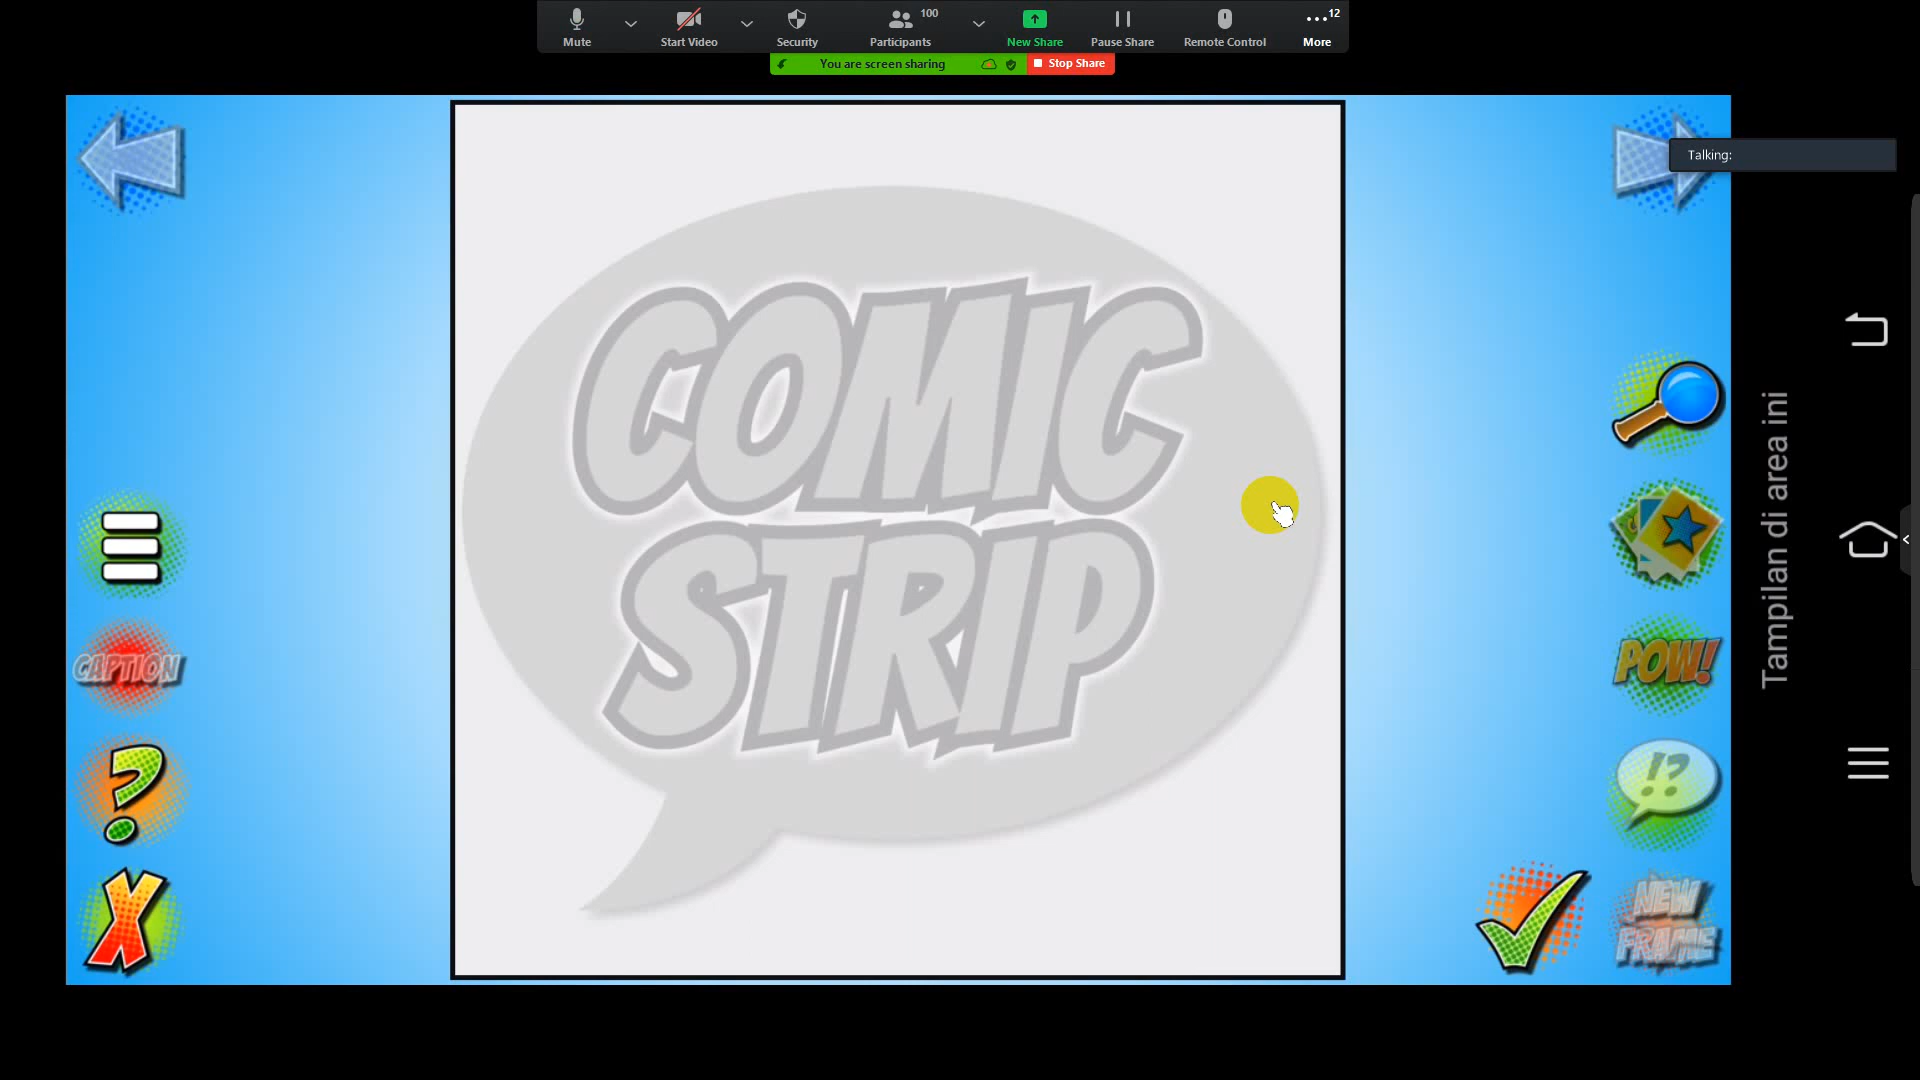 100
12
Mute
Start Video
Security
Participants
New Share
Pause Share
Remote Control
More
You are screen sharing
Stop Share
Talking:
COMIC
STRIP
CAPTION
?
X
POW!
!?
NEW
FRAME
Tampilan di area ini